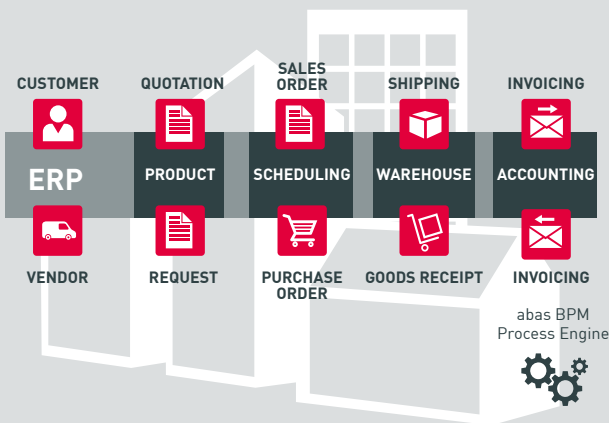 CUSTOMER
QUOTATION
SALES
ORDER
SHIPPING
INVOICING
ERP
PRODUCT
SCHEDULING
WAREHOUSE
ACCOUNTING
VENDOR
REQUEST
PURCHASE
ORDER
GOODS RECEIPT
INVOICING
abas BPM
Process Engine